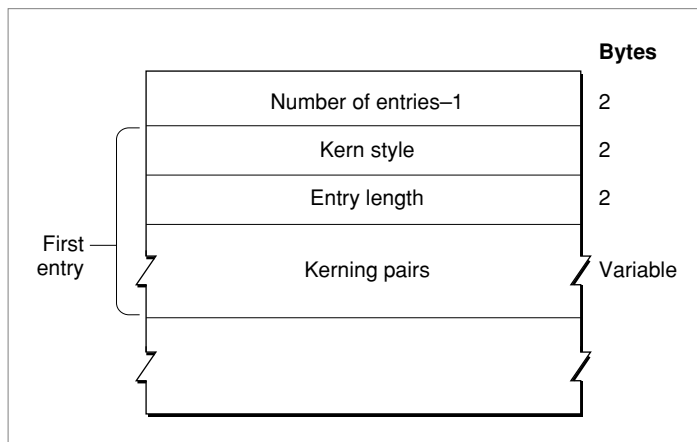 Bytes
Number of entries–1 2
Kern style 2
Entry length 2
First
entry
Kerning pairs Variable